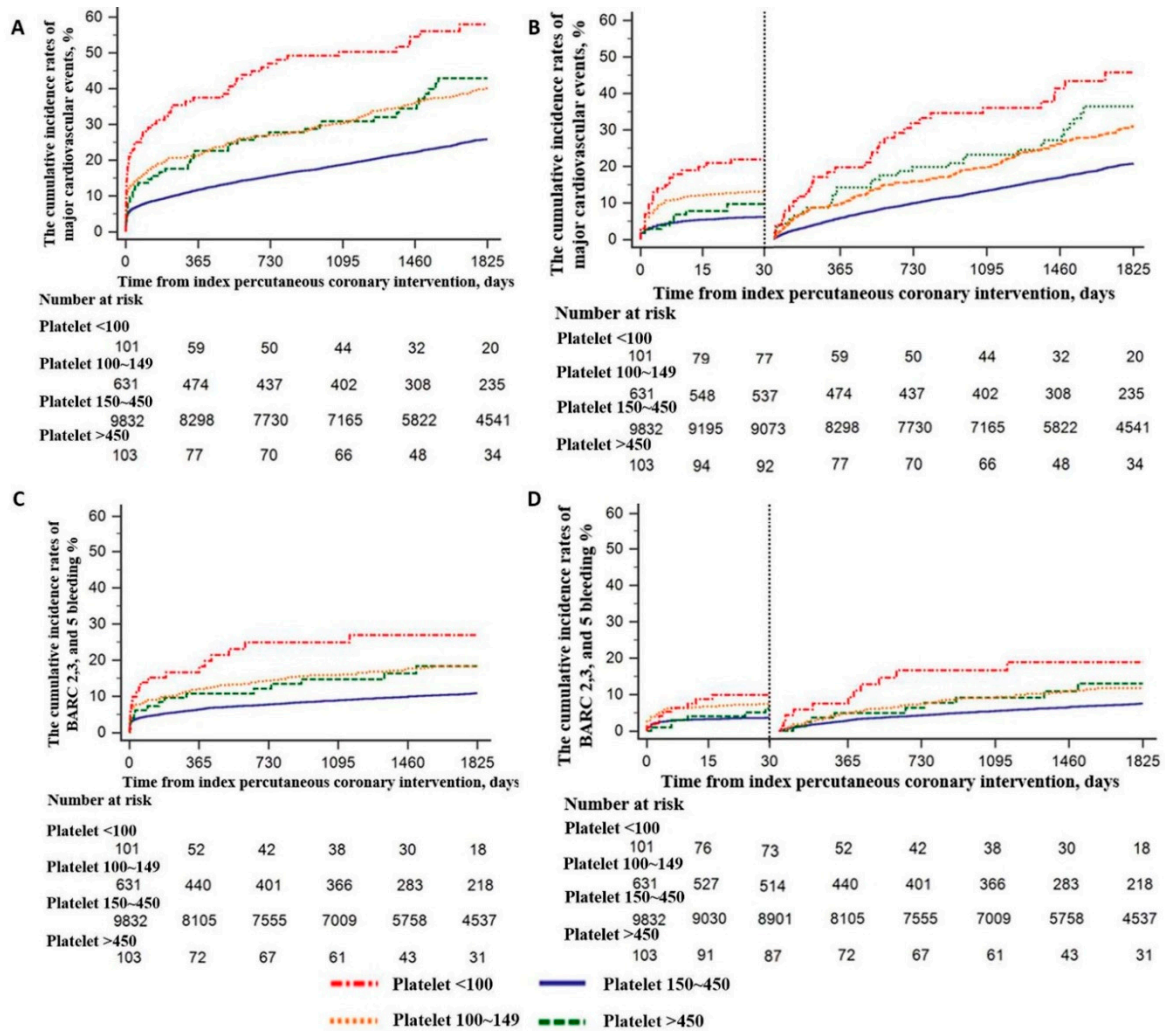 A
The cumulative incidence rates of
major cardiovascular events, %
60
50
40
30
20
10
0
0 365 730 1095 1460 1825
Time from index percutaneous coronary intervention, days
Number at risk
Platelet <100
101 59 50 44 32 20
Platelet 100~149
631 474 437 402 308 235
Platelet 150~450
9832 8298 7730 7165 5822 4541
Platelet >450
103 77 70 66 48 34
B
The cumulative incidence rates of
major cardiovascular events, %
60
50
40
30
20
10
0
0 15 30 365 730 1095 1460 1825
Time from index percutaneous coronary intervention, days
Number at risk
Platelet <100
101 79 77 59 50 44 32 20
Platelet 100~149
631 548 537 474 437 402 308 235
Platelet 150~450
9832 9195 9073 8298 7730 7165 5822 4541
Platelet >450
103 94 92 77 70 66 48 34
C
The cumulative incidence rates of
BARC 2,3, and 5 bleeding %
60
50
40
30
20
10
0
0 365 730 1095 1460 1825
Time from index percutaneous coronary intervention, days
Number at risk
Platelet <100
101 52 42 38 30 18
Platelet 100~149
631 440 401 366 283 218
Platelet 150~450
9832 8105 7555 7009 5758 4537
Platelet >450
103 72 67 61 43 31
D
The cumulative incidence rates of
BARC 2,3, and 5 bleeding %
60
50
40
30
20
10
0
0 15 30 365 730 1095 1460 1825
Time from index percutaneous coronary intervention, days
Number at risk
Platelet <100
101 76 73 52 42 38 30 18
Platelet 100~149
631 527 514 440 401 366 283 218
Platelet 150~450
9832 9030 8901 8105 7555 7009 5758 4537
Platelet >450
103 91 87 72 67 61 43 31
Platelet <100 Platelet 150~450
Platelet 100~149 Platelet >450